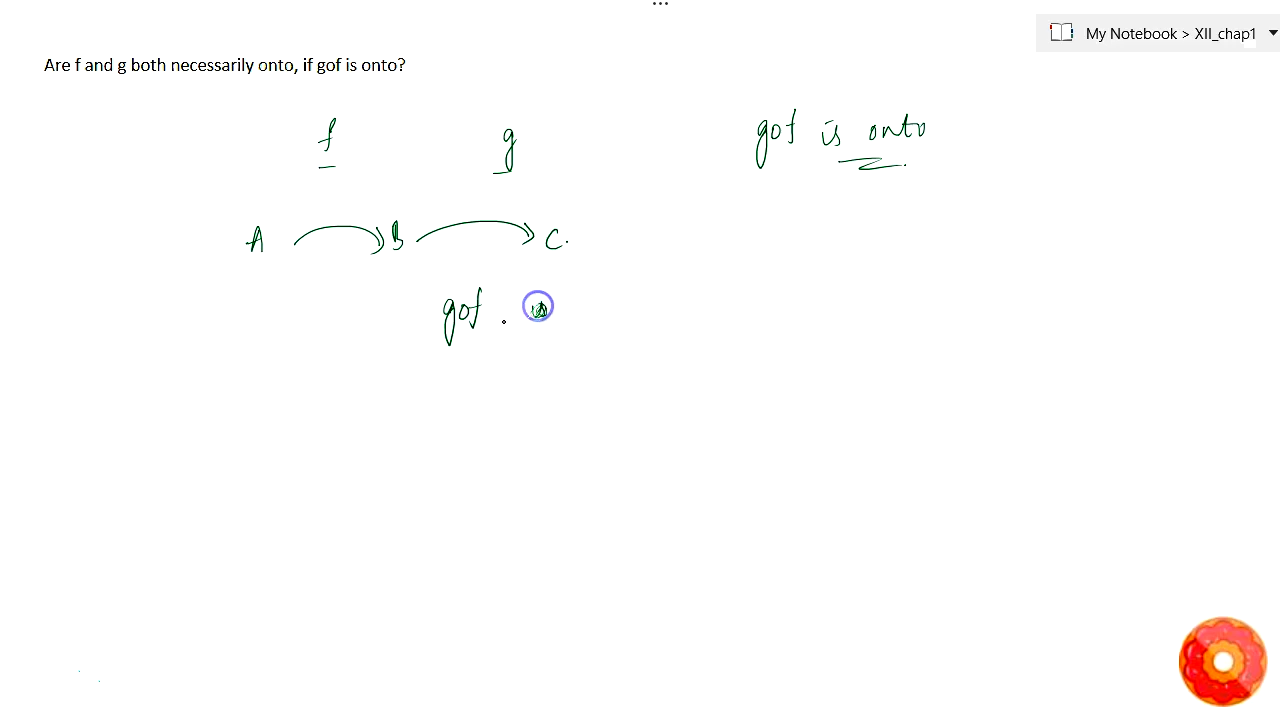 My Notebook > XII_chap1
Are f and g both necessarily onto, if gof is onto?
f g gof is onto
A B C.
gof .